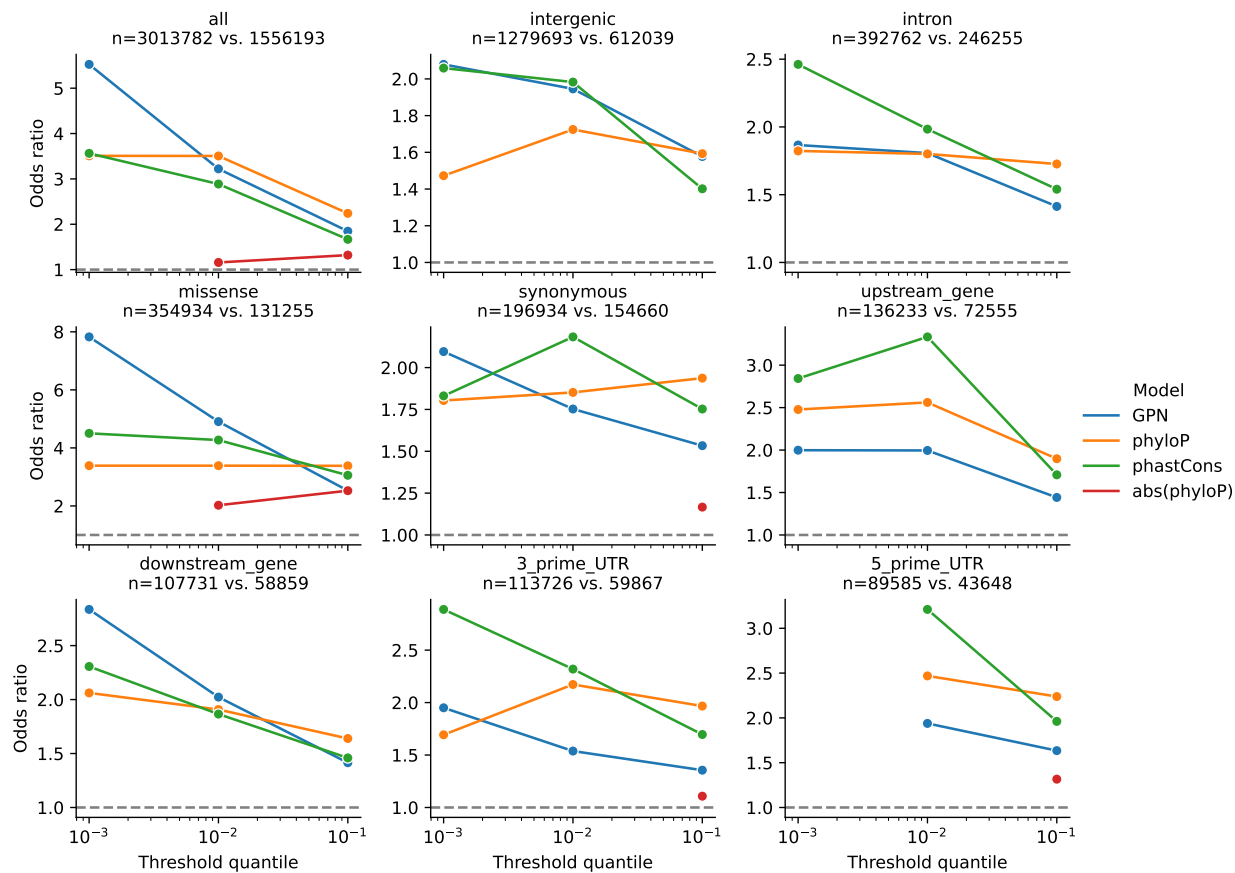 all
n=3013782 vs. 1556193
intergenic
n=1279693 vs. 612039
intron
n=392762 vs. 246255
Odds ratio
5
4
3
2
1
2.0
1.8
1.6
1.4
1.2
1.0
2.5
2.0
1.5
1.0
missense
n=354934 vs. 131255
synonymous
n=196934 vs. 154660
upstream_gene
n=136233 vs. 72555
Odds ratio
8
6
4
2
2.00
1.75
1.50
1.25
1.00
3.0
2.5
2.0
1.5
1.0
Model
GPN
phyloP
phastCons
abs(phyloP)
downstream_gene
n=107731 vs. 58859
3_prime_UTR
n=113726 vs. 59867
5_prime_UTR
n=89585 vs. 43648
Odds ratio
2.5
2.0
1.5
1.0
2.5
2.0
1.5
1.0
3.0
2.5
2.0
1.5
1.0
10⁻³ 10⁻² 10⁻¹
10⁻³ 10⁻² 10⁻¹
10⁻³ 10⁻² 10⁻¹
Threshold quantile
Threshold quantile
Threshold quantile